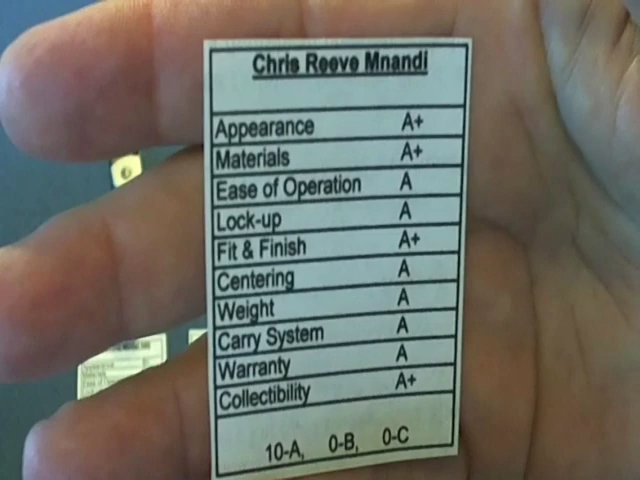 Chris Reeve Mnandi
Appearance A+
Materials A+
Ease of Operation A
Lock-up A
Fit & Finish A+
Centering A
Weight A
Carry System A
Warranty A
Collectibility A+
10-A, 0-B, 0-C